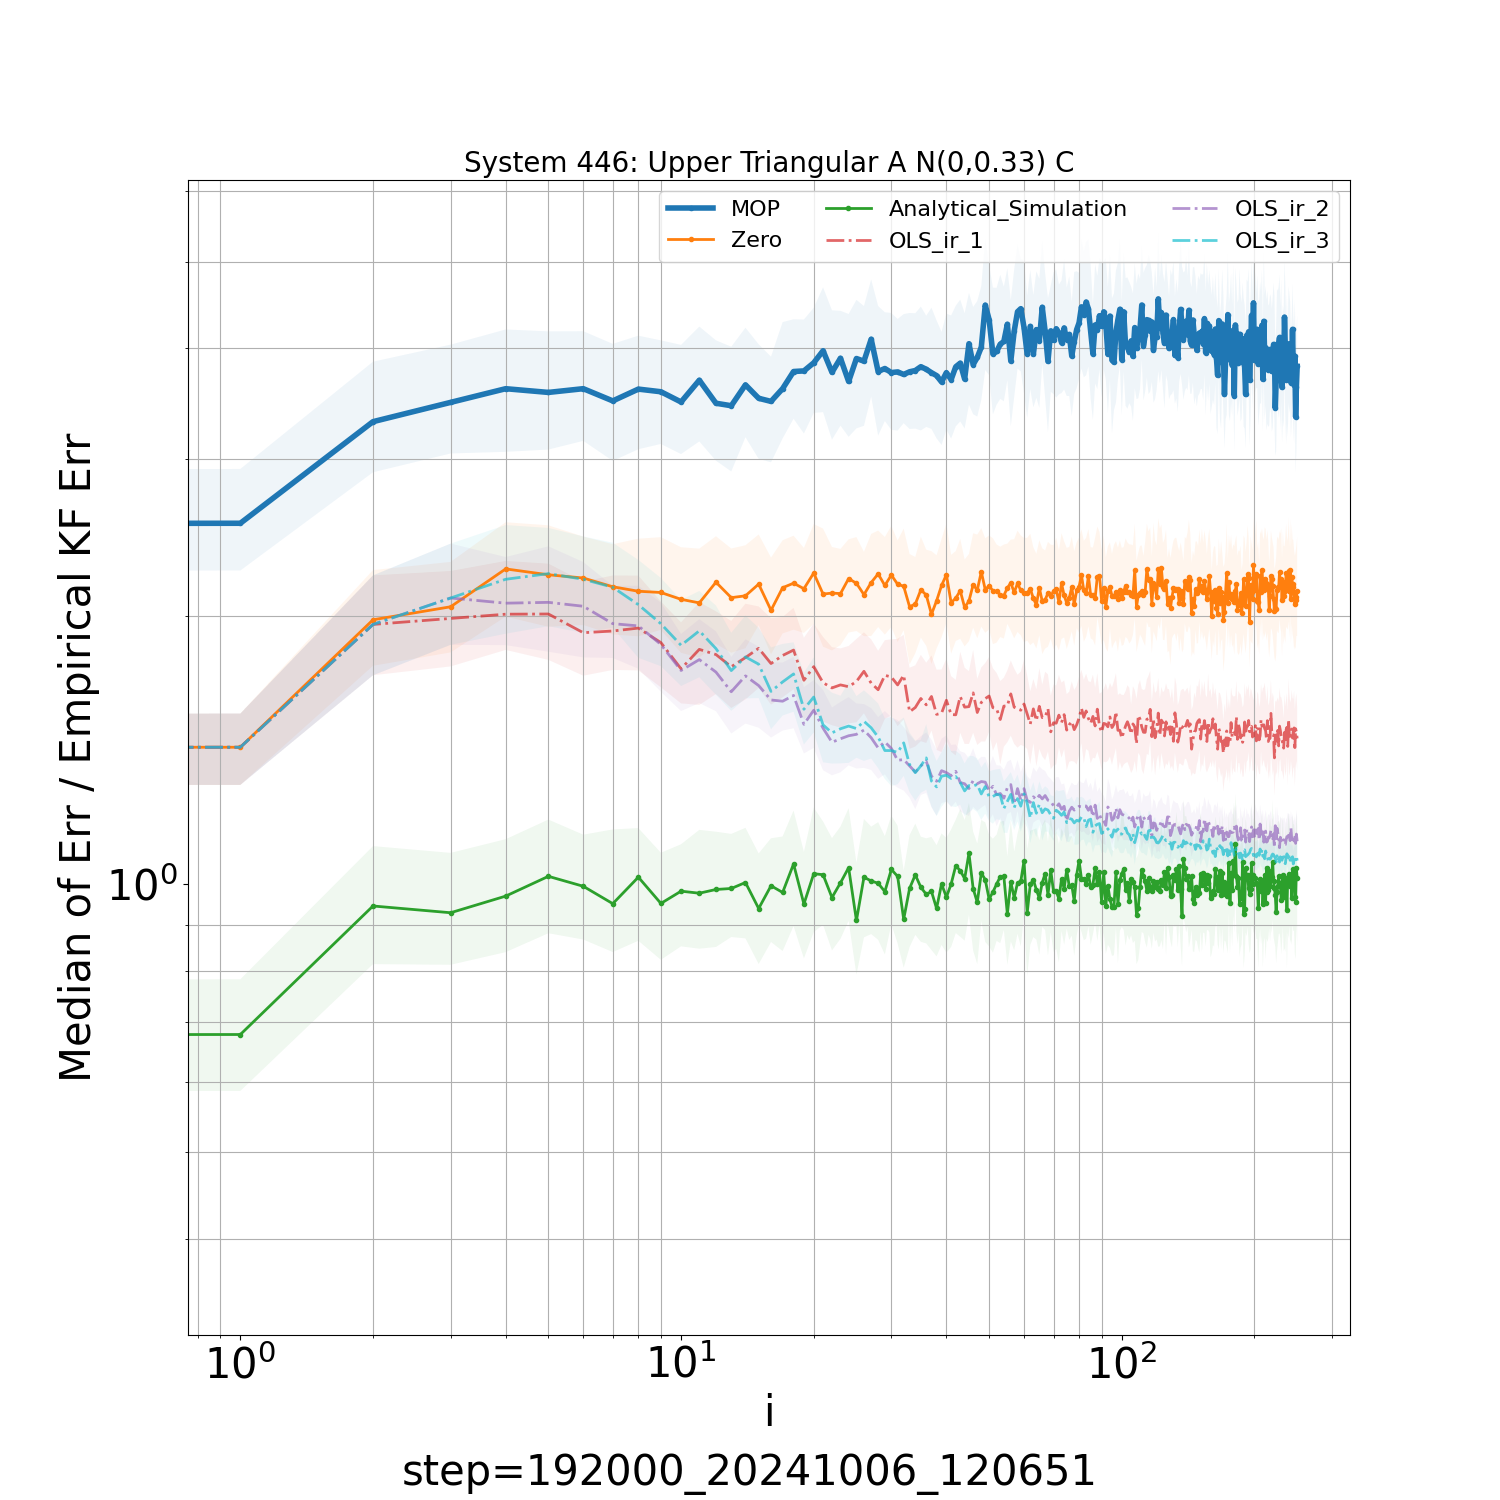 System 446: Upper Triangular A N(0,0.33) C
MOP
Zero
Analytical_Simulation
OLS_ir_1
OLS_ir_2
OLS_ir_3
Median of Err / Empirical KF Err
10⁰
10⁰ 10¹ 10²
i
step=192000_20241006_120651